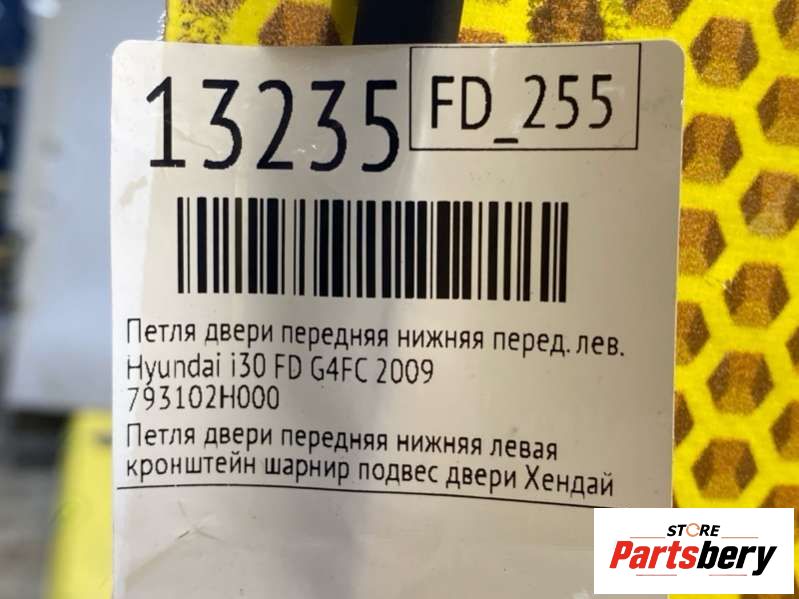 13235
FD_255
Петля двери передняя нижняя перед. лев.
Hyundai i30 FD G4FC 2009
793102H000
Петля двери передняя нижняя левая
кронштейн шарнир подвес двери Хендай
STORE
Partsbery